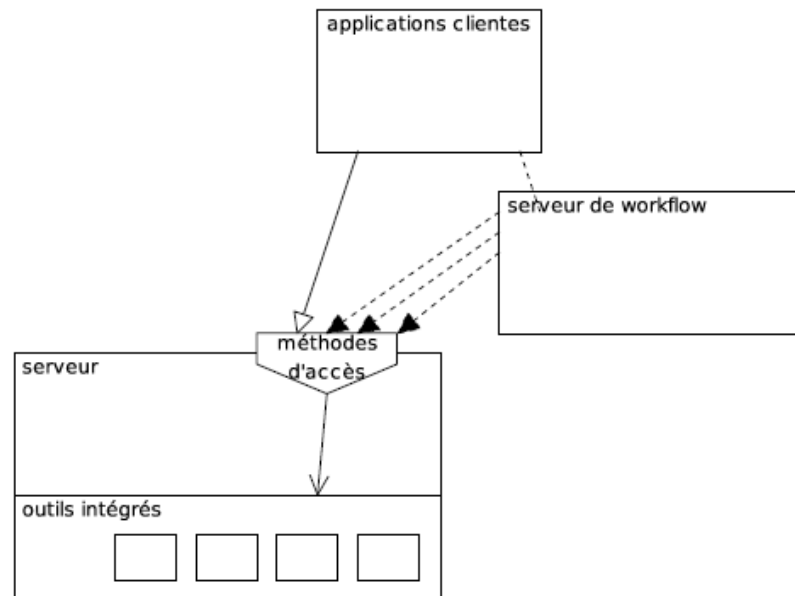 applications clientes
serveur de workflow
méthodes
d'accès
serveur
outils intégrés